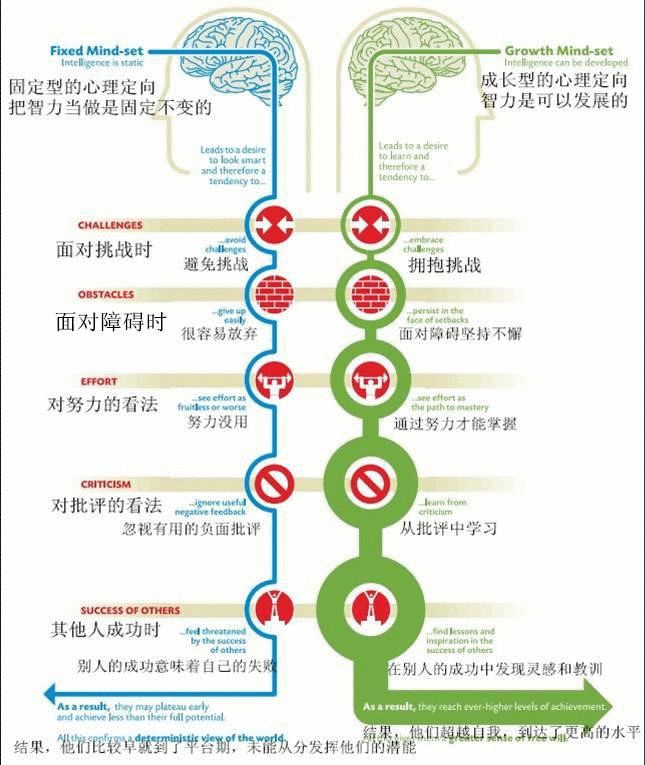 Fixed Mind-set
Intelligence is static
固定型的心理定向
把智力当做是固定不变的
Growth Mind-set
Intelligence can be developed
成长型的心理定向
智力是可以发展的
Leads to a desire
to look smart
and therefore a
tendency to...
Leads to a desire
to learn and
therefore a
tendency to...
CHALLENGES
面对挑战时
...avoid
challenges
避免挑战
...embrace
challenges
拥抱挑战
OBSTACLES
面对障碍时
...give up
easily
很容易放弃
...persist in the
face of setbacks
面对障碍坚持不懈
EFFORT
对努力的看法
...see effort as
fruitless or worse
努力没用
...see effort as
the path to mastery
通过努力才能掌握
CRITICISM
对批评的看法
...ignore useful
negative feedback
忽视有用的负面批评
...learn from
criticism
从批评中学习
SUCCESS OF OTHERS
其他人成功时
...feel threatened
by the success
of others
别人的成功意味着自己的失败
...find lessons and
inspiration in the
success of others
在别人的成功中发现灵感和教训
As a result, they may plateau early
and achieve less than their full potential.
All this confirms a deterministic view of the world.
结果，他们比较早就到了平台期，未能从分发挥他们的潜能
As a result, they reach ever-higher levels of achievement.
greater sense of free will.
结果，他们超越自我，到达了更高的水平